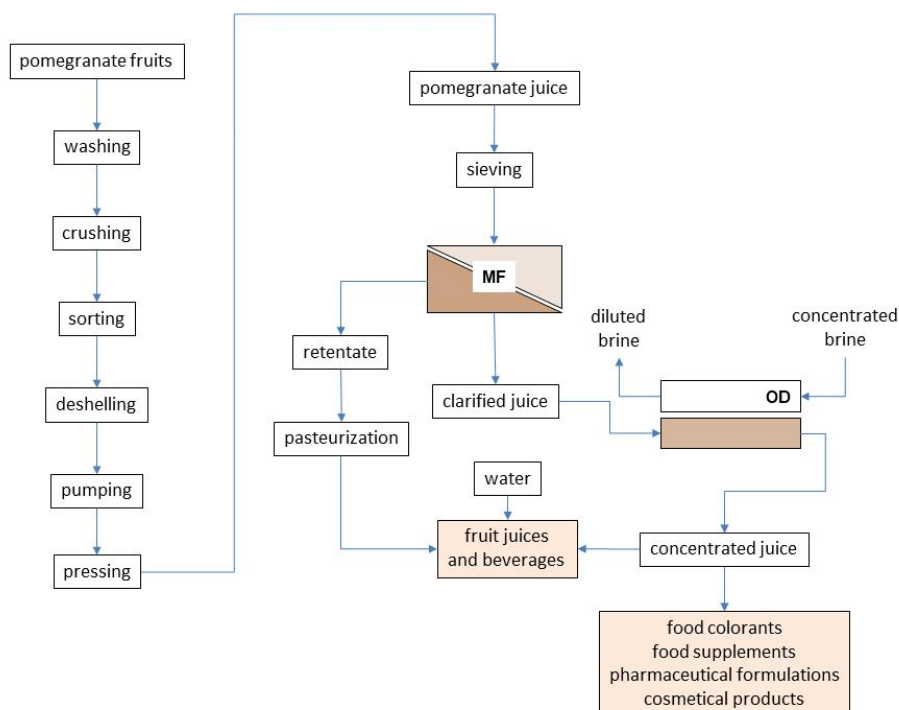 pomegranate fruits
washing
crushing
sorting
deshelling
pumping
pressing
pomegranate juice
sieving
MF
retentate
pasteurization
clarified juice
diluted
brine
concentrated
brine
OD
water
fruit juices
and beverages
concentrated juice
food colorants
food supplements
pharmaceutical formulations
cosmetical products